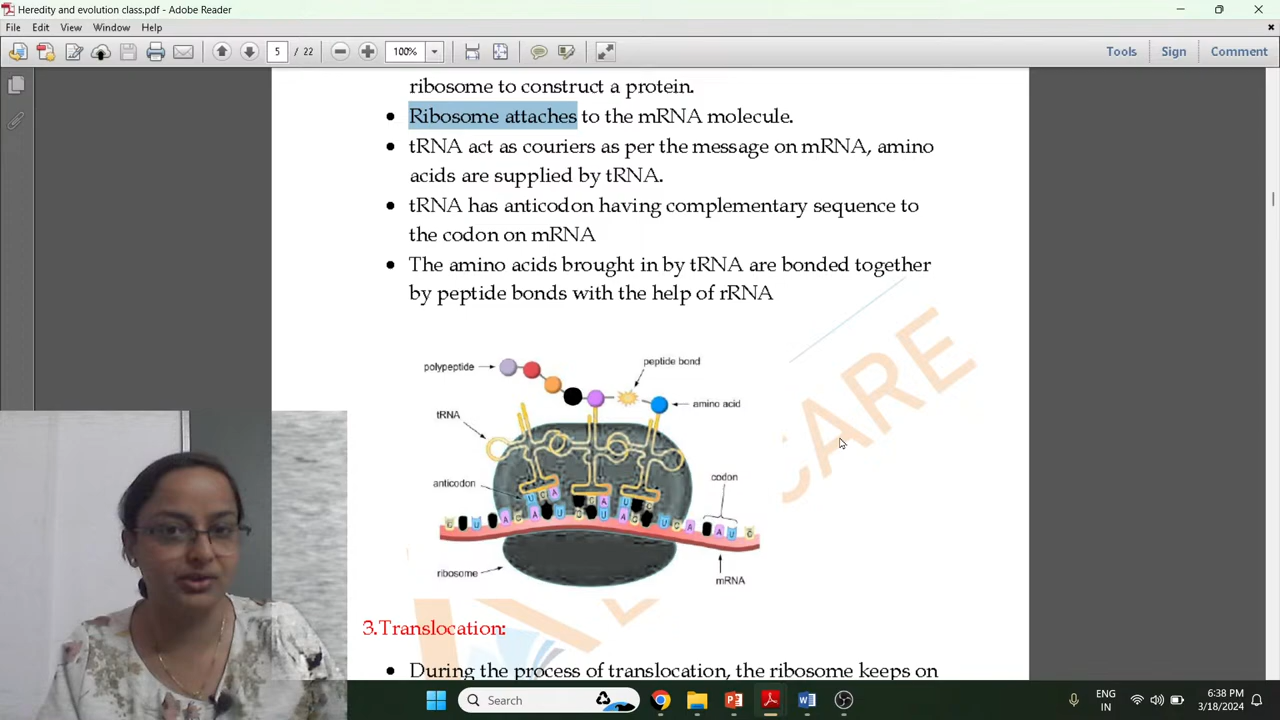 Heredity and evolution class.pdf - Adobe Reader
File Edit View Window Help
5 / 22 100% Tools Sign Comment
ribosome to construct a protein.
• Ribosome attaches to the mRNA molecule.
• tRNA act as couriers as per the message on mRNA, amino
acids are supplied by tRNA.
• tRNA has anticodon having complementary sequence to
the codon on mRNA
• The amino acids brought in by tRNA are bonded together
by peptide bonds with the help of rRNA
peptide bond
polypeptide
amino acid
tRNA
codon
anticodon
ribosome
mRNA
CARE
3.Translocation:
• During the process of translocation, the ribosome keeps on
Search
ENG
IN
6:38 PM
3/18/2024